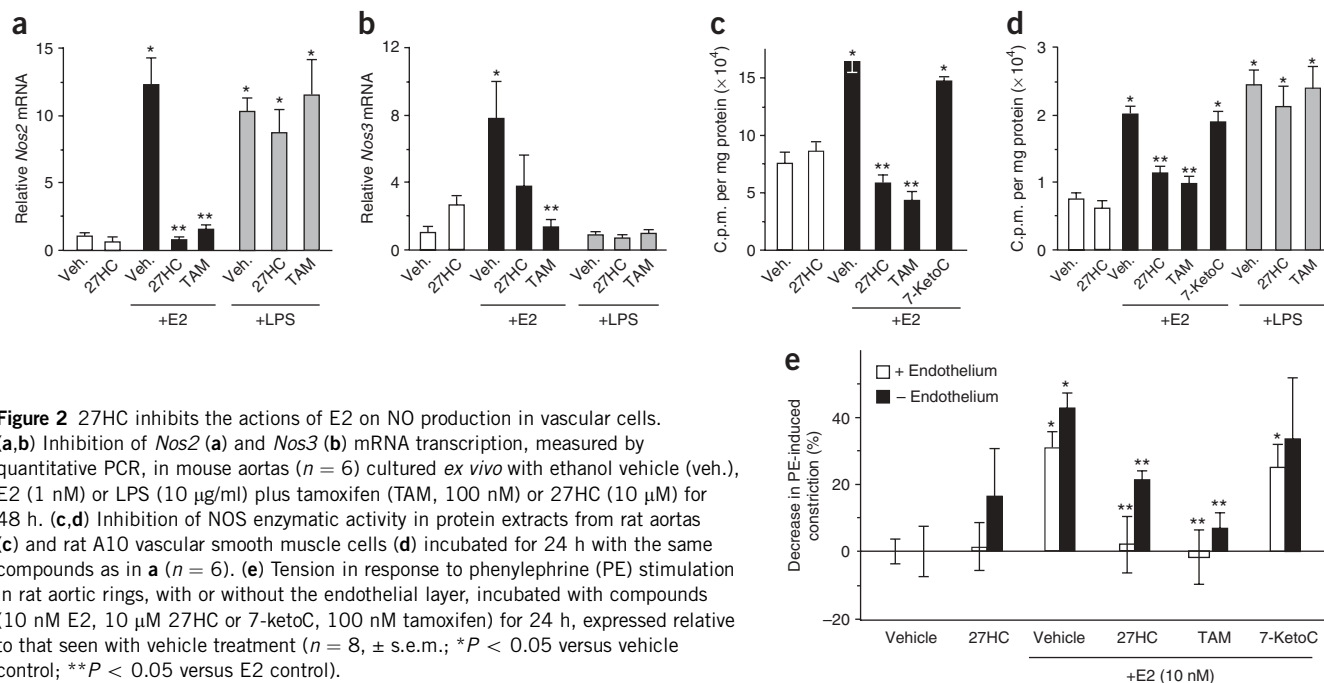 a
Relative Nos2 mRNA
15
10
5
0
*
**
**
*
*
*
Veh.
27HC
Veh.
27HC
TAM
Veh.
27HC
TAM
+E2
+LPS
b
Relative Nos3 mRNA
12
8
4
0
*
**
Veh.
27HC
Veh.
27HC
TAM
Veh.
27HC
TAM
+E2
+LPS
c
C.p.m. per mg protein (× 10⁴)
15
10
5
0
*
**
**
*
Veh.
27HC
Veh.
27HC
TAM
7-KetoC
+E2
d
C.p.m. per mg protein (× 10⁴)
3
2
1
0
*
**
**
*
*
*
*
Veh.
27HC
Veh.
27HC
TAM
7-KetoC
Veh.
27HC
TAM
+E2
+LPS
Figure 2 27HC inhibits the actions of E2 on NO production in vascular cells.
(a,b) Inhibition of Nos2 (a) and Nos3 (b) mRNA transcription, measured by
quantitative PCR, in mouse aortas (n = 6) cultured ex vivo with ethanol vehicle (veh.),
E2 (1 nM) or LPS (10 μg/ml) plus tamoxifen (TAM, 100 nM) or 27HC (10 μM) for
48 h. (c,d) Inhibition of NOS enzymatic activity in protein extracts from rat aortas
(c) and rat A10 vascular smooth muscle cells (d) incubated for 24 h with the same
compounds as in a (n = 6). (e) Tension in response to phenylephrine (PE) stimulation
in rat aortic rings, with or without the endothelial layer, incubated with compounds
(10 nM E2, 10 μM 27HC or 7-ketoC, 100 nM tamoxifen) for 24 h, expressed relative
to that seen with vehicle treatment (n = 8, ± s.e.m.; *P < 0.05 versus vehicle
control; **P < 0.05 versus E2 control).
e
Decrease in PE-induced
constriction (%)
+ Endothelium
– Endothelium
40
20
0
–20
*
*
**
**
**
**
*
Vehicle
27HC
Vehicle
27HC
TAM
7-KetoC
+E2 (10 nM)